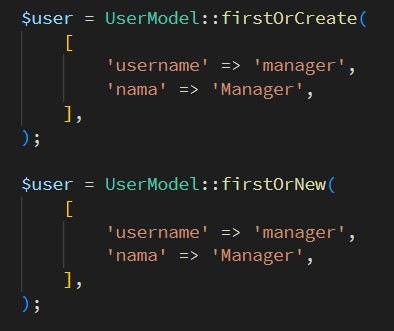 $user = UserModel::firstOrCreate(
    [
        'username' => 'manager',
        'nama' => 'Manager',
    ],
);
$user = UserModel::firstOrNew(
    [
        'username' => 'manager',
        'nama' => 'Manager',
    ],
);